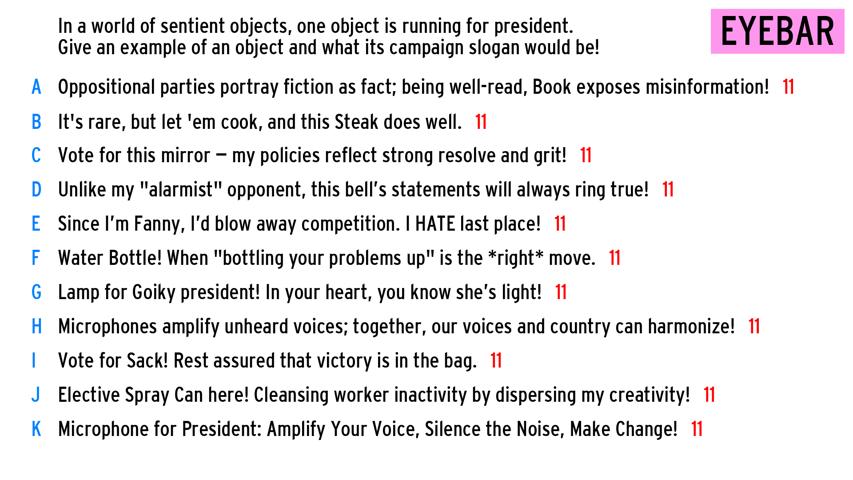 In a world of sentient objects, one object is running for president.
Give an example of an object and what its campaign slogan would be!
EYEBAR
A Oppositional parties portray fiction as fact; being well-read, Book exposes misinformation! 11
B It's rare, but let 'em cook, and this Steak does well. 11
C Vote for this mirror – my policies reflect strong resolve and grit! 11
D Unlike my "alarmist" opponent, this bell's statements will always ring true! 11
E Since I'm Fanny, I'd blow away competition. I HATE last place! 11
F Water Bottle! When "bottling your problems up" is the *right* move. 11
G Lamp for Goiky president! In your heart, you know she's light! 11
H Microphones amplify unheard voices; together, our voices and country can harmonize! 11
I Vote for Sack! Rest assured that victory is in the bag. 11
J Elective Spray Can here! Cleansing worker inactivity by dispersing my creativity! 11
K Microphone for President: Amplify Your Voice, Silence the Noise, Make Change! 11